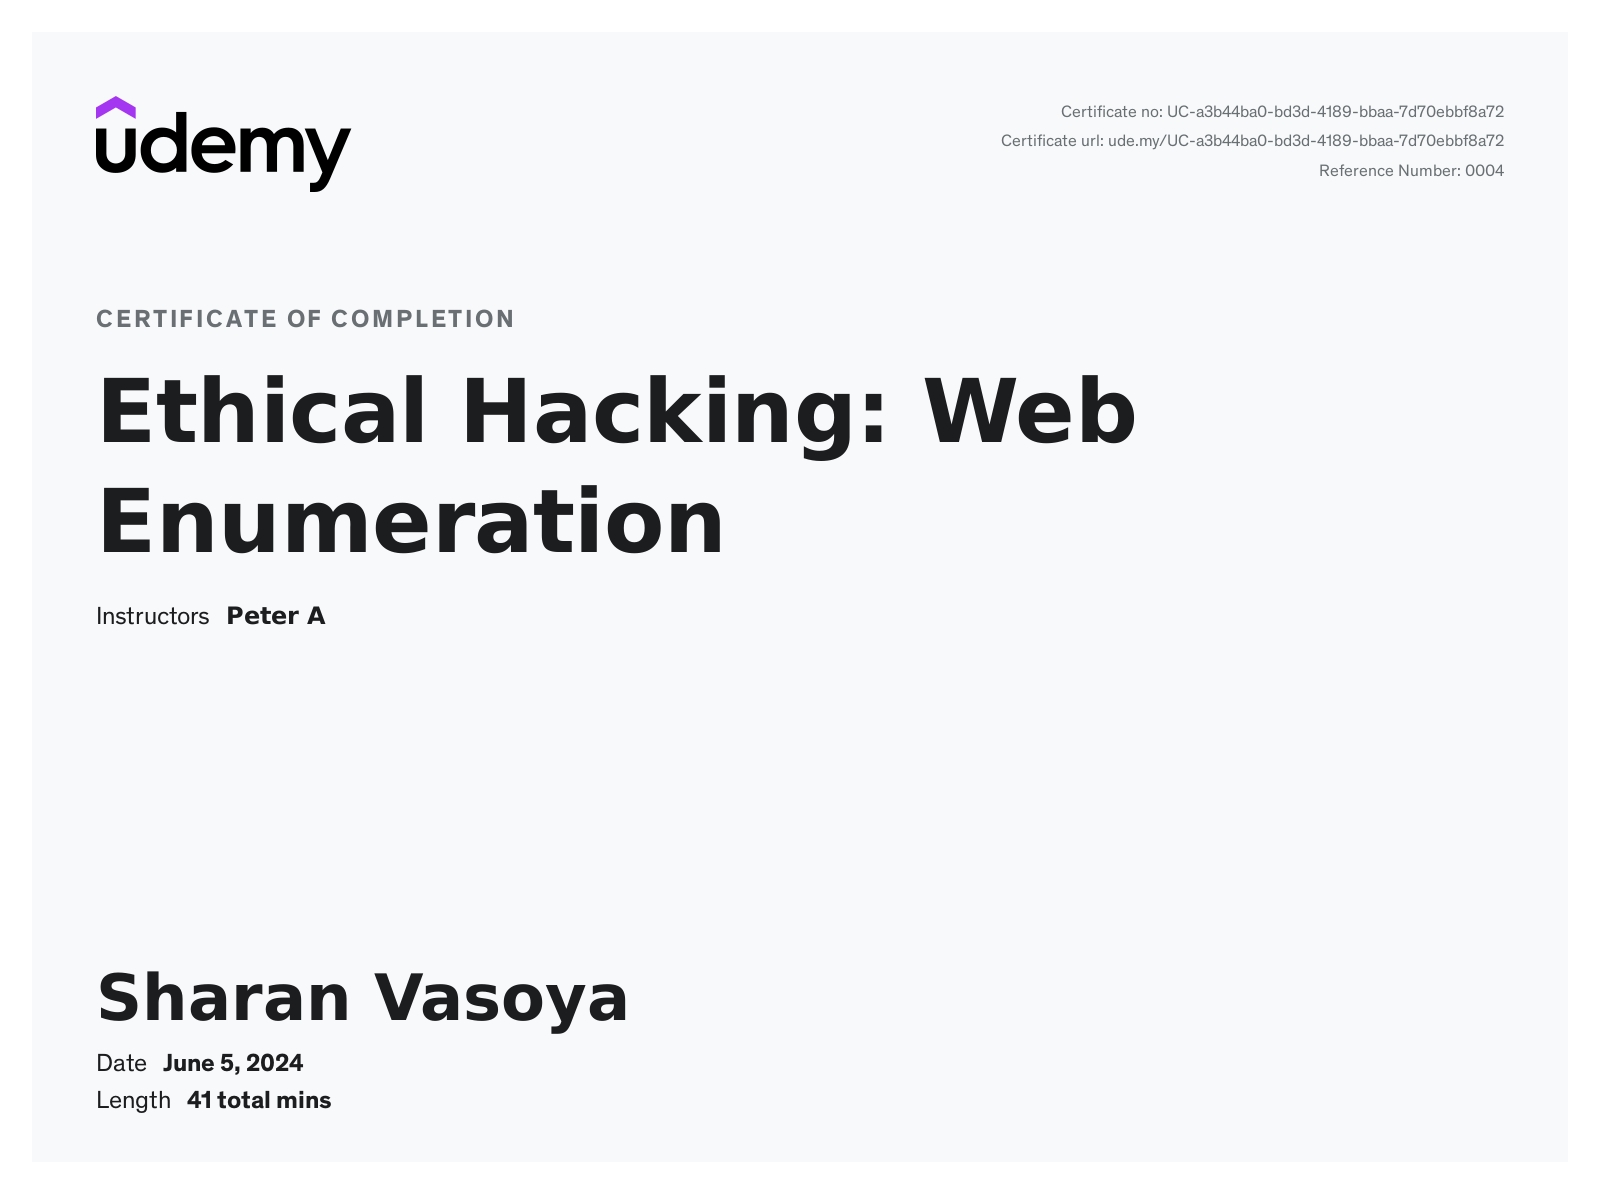 udemy
Certificate no: UC-a3b44ba0-bd3d-4189-bbaa-7d70ebbf8a72
Certificate url: ude.my/UC-a3b44ba0-bd3d-4189-bbaa-7d70ebbf8a72
Reference Number: 0004
CERTIFICATE OF COMPLETION
Ethical Hacking: Web
Enumeration
Instructors Peter A
Sharan Vasoya
Date June 5, 2024
Length 41 total mins